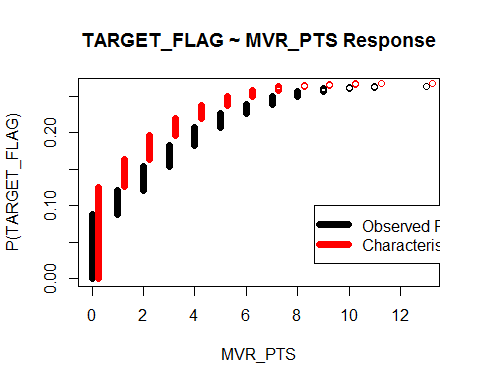 TARGET_FLAG ~ MVR_PTS Response
P(TARGET_FLAG)
0.20
0.10
0.00
Observed P
Characteris
0 2 4 6 8 10 12
MVR_PTS